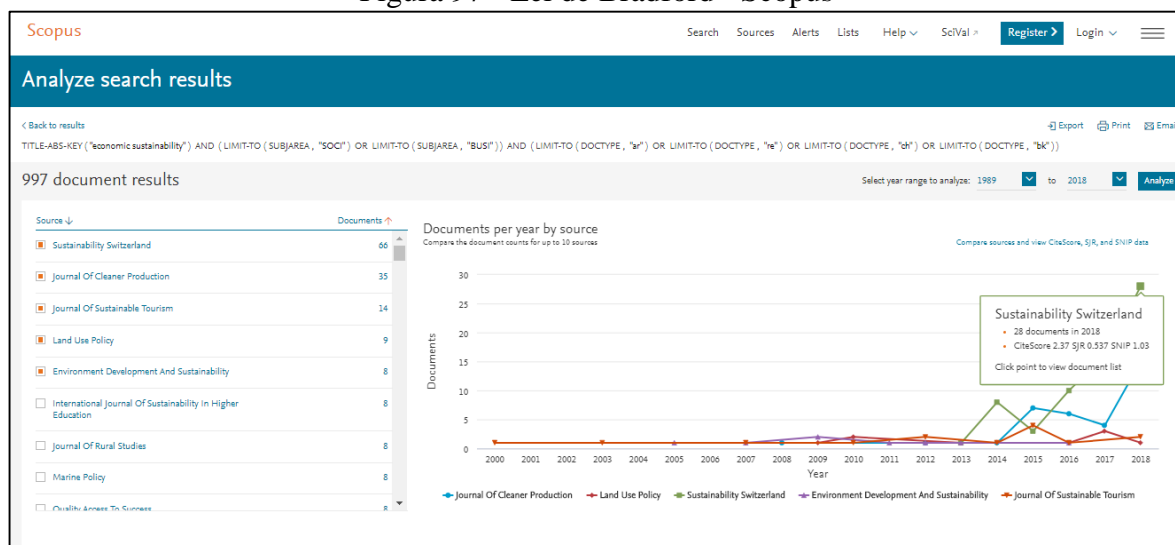 Scopus
Search Sources Alerts Lists Help SciVal Register Login
Analyze search results
Back to results
Export Print Email
TITLE-ABS-KEY ("economic sustainability") AND (LIMIT-TO (SUBJAREA , "SOCI") OR LIMIT-TO (SUBJAREA , "BUSI")) AND (LIMIT-TO (DOCTYPE , "ar") OR LIMIT-TO (DOCTYPE , "re") OR LIMIT-TO (DOCTYPE , "ch") OR LIMIT-TO (DOCTYPE , "bk"))
997 document results
Select year range to analyze: 1989 to 2018 Analyze
Source Documents
Sustainability Switzerland 66
Journal Of Cleaner Production 35
Journal Of Sustainable Tourism 14
Land Use Policy 9
Environment Development And Sustainability 8
International Journal Of Sustainability In Higher
Education 8
Journal Of Rural Studies 8
Marine Policy 8
Quality Access To Success 8
Documents per year by source
Compare the document counts for up to 10 sources
Compare sources and view CiteScore, SJR, and SNIP data
Documents
30
25
20
15
10
5
0
2000 2001 2002 2003 2004 2005 2006 2007 2008 2009 2010 2011 2012 2013 2014 2015 2016 2017 2018
Year
Sustainability Switzerland
28 documents in 2018
CiteScore 2.37 SJR 0.537 SNIP 1.03
Click point to view document list
Journal Of Cleaner Production Land Use Policy Sustainability Switzerland Environment Development And Sustainability Journal Of Sustainable Tourism